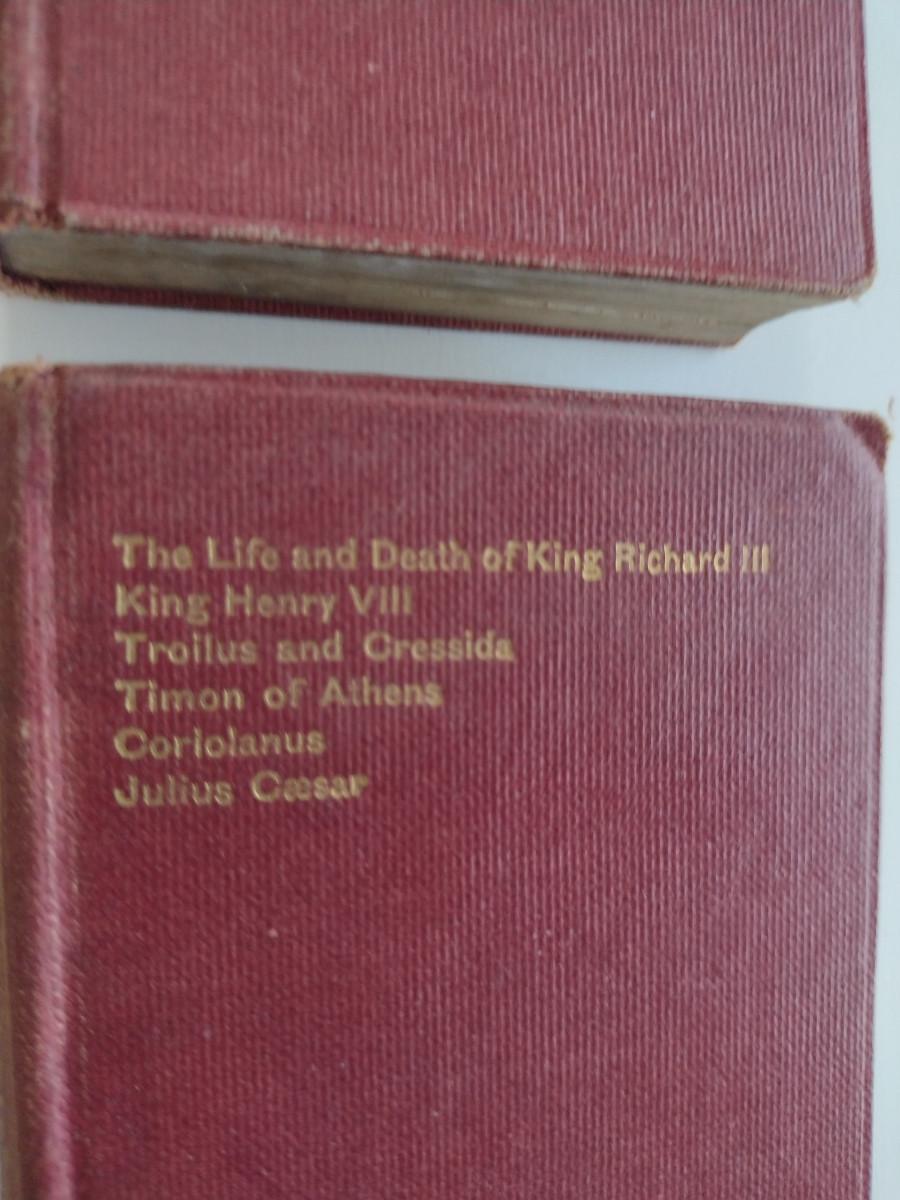 The Life and Death of King Richard III
King Henry VIII
Troilus and Cressida
Timon of Athens
Coriolanus
Julius Cæsar